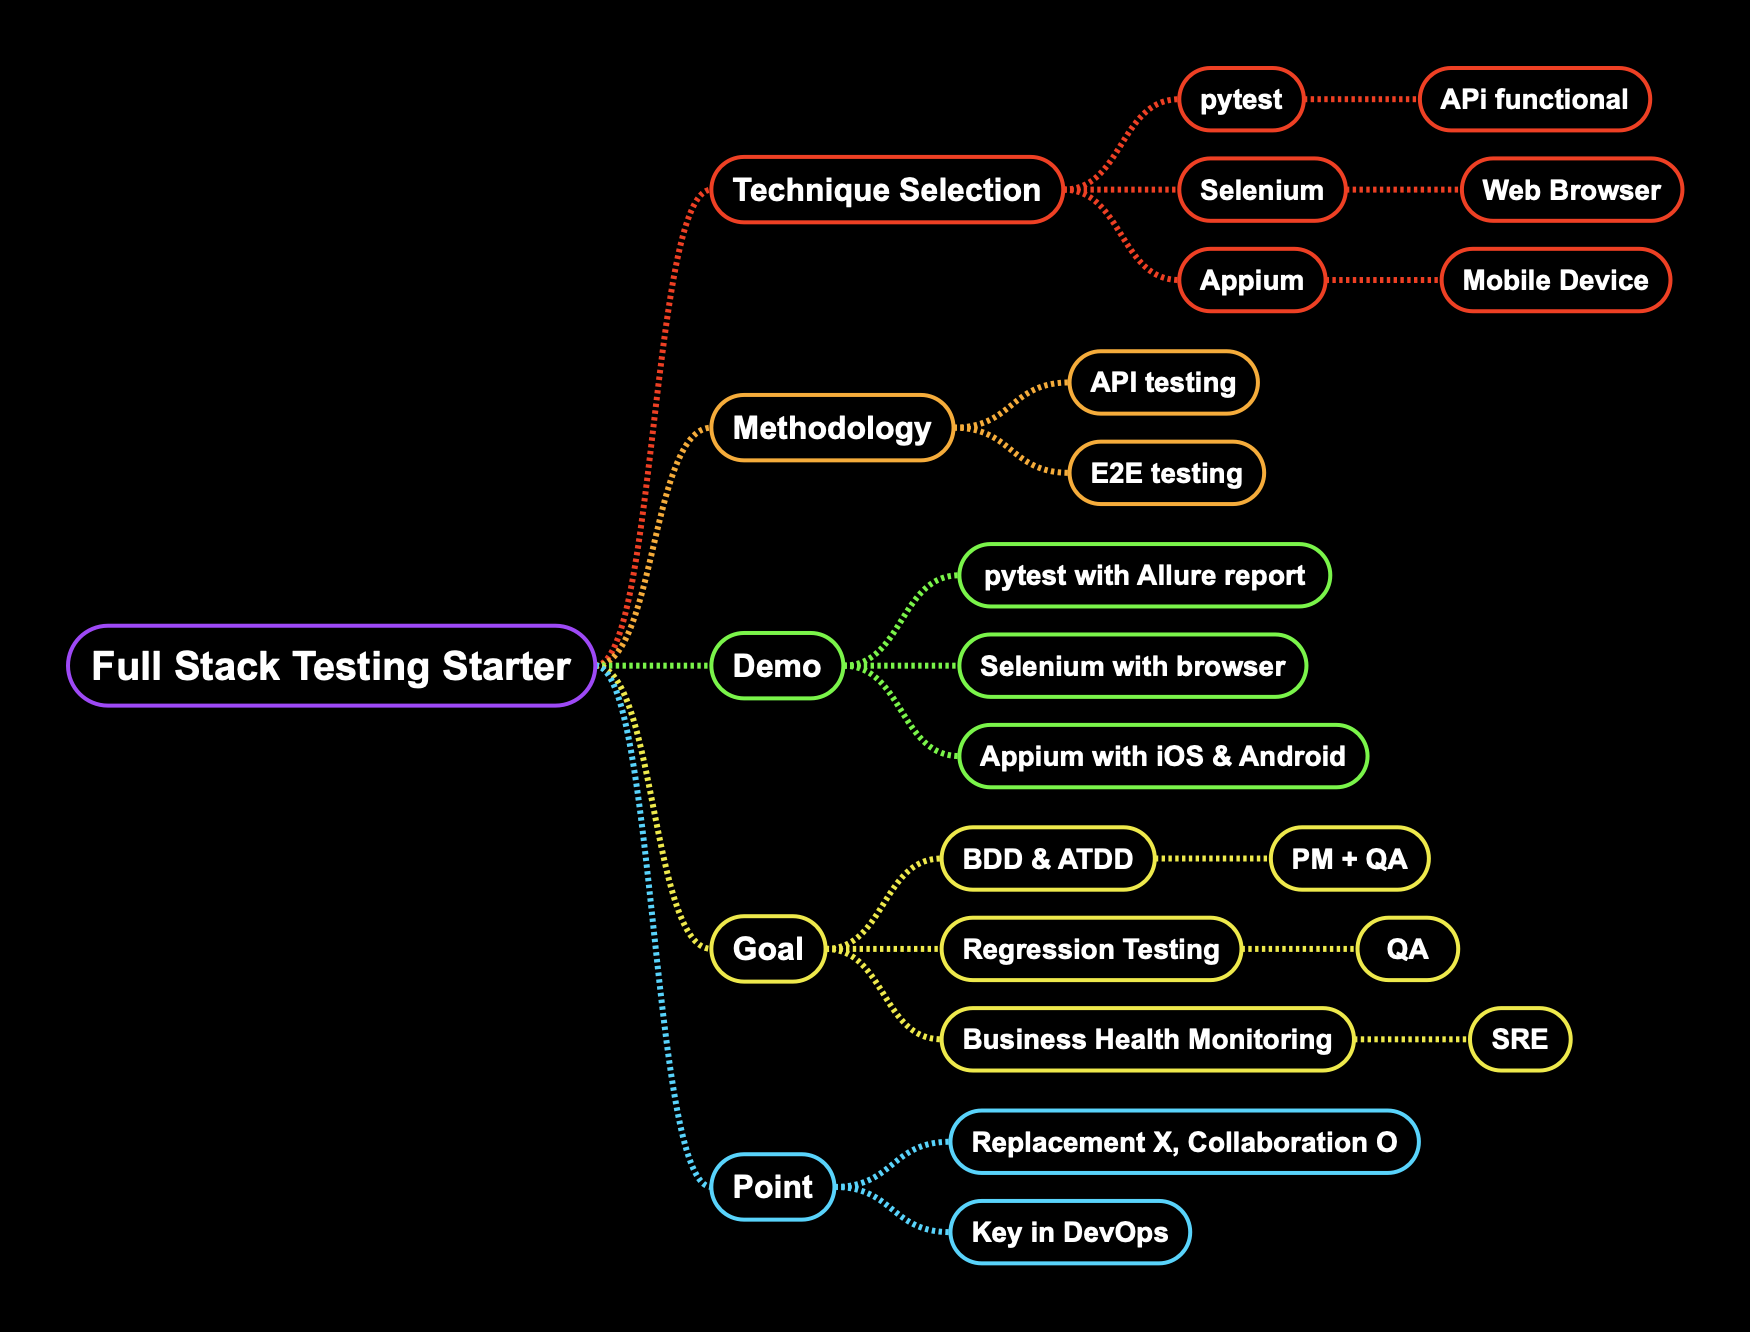 Full Stack Testing Starter
Technique Selection
pytest
APi functional
Selenium
Web Browser
Appium
Mobile Device
Methodology
API testing
E2E testing
Demo
pytest with Allure report
Selenium with browser
Appium with iOS & Android
Goal
BDD & ATDD
PM + QA
Regression Testing
QA
Business Health Monitoring
SRE
Point
Replacement X, Collaboration O
Key in DevOps